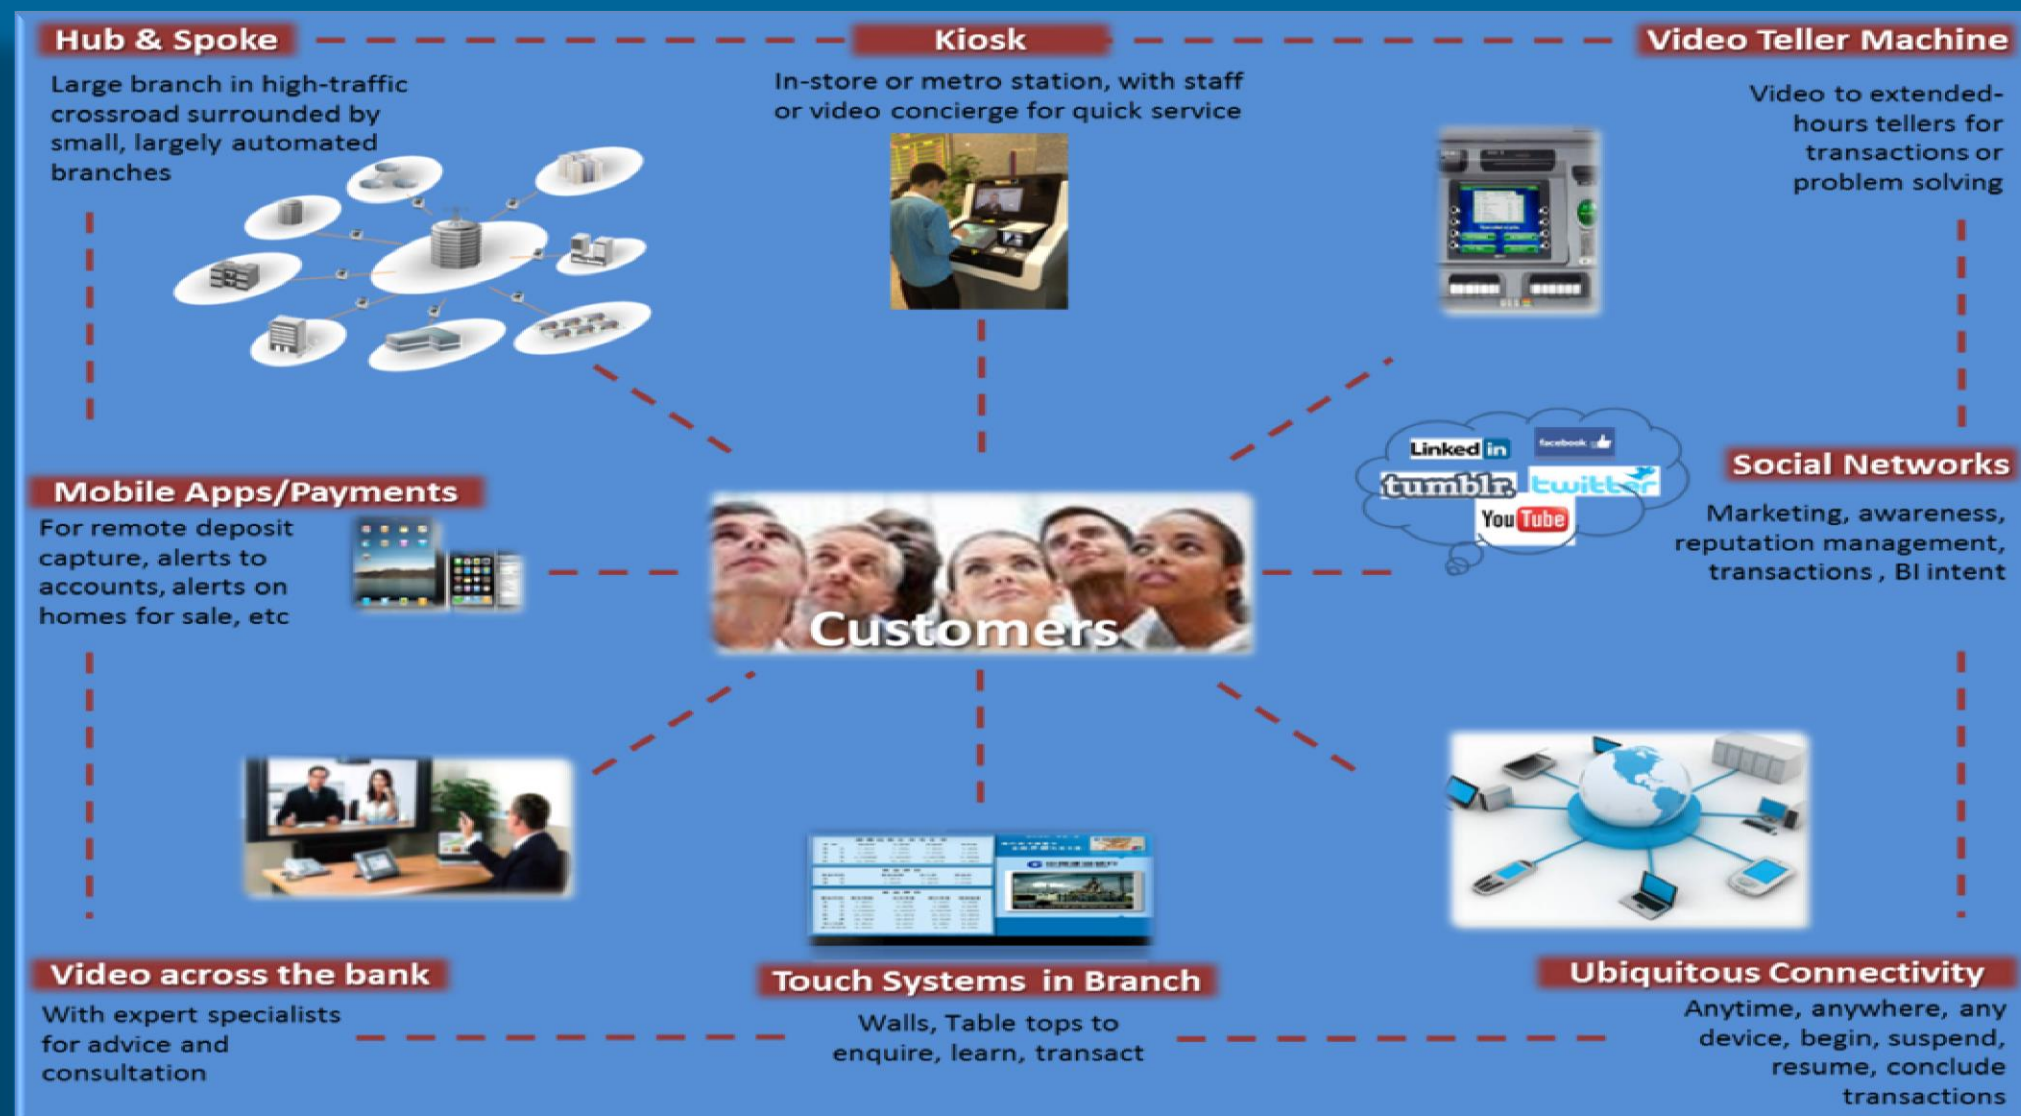 Hub & Spoke
Large branch in high-traffic
crossroad surrounded by
small, largely automated
branches
Kiosk
In-store or metro station, with staff
or video concierge for quick service
Video Teller Machine
Video to extended-
hours tellers for
transactions or
problem solving
Mobile Apps/Payments
For remote deposit
capture, alerts to
accounts, alerts on
homes for sale, etc
Customers
Linked in
facebook
tumblr.
twitter
You Tube
Social Networks
Marketing, awareness,
reputation management,
transactions , BI intent
Video across the bank
With expert specialists
for advice and
consultation
Touch Systems in Branch
Walls, Table tops to
enquire, learn, transact
Ubiquitous Connectivity
Anytime, anywhere, any
device, begin, suspend,
resume, conclude
transactions